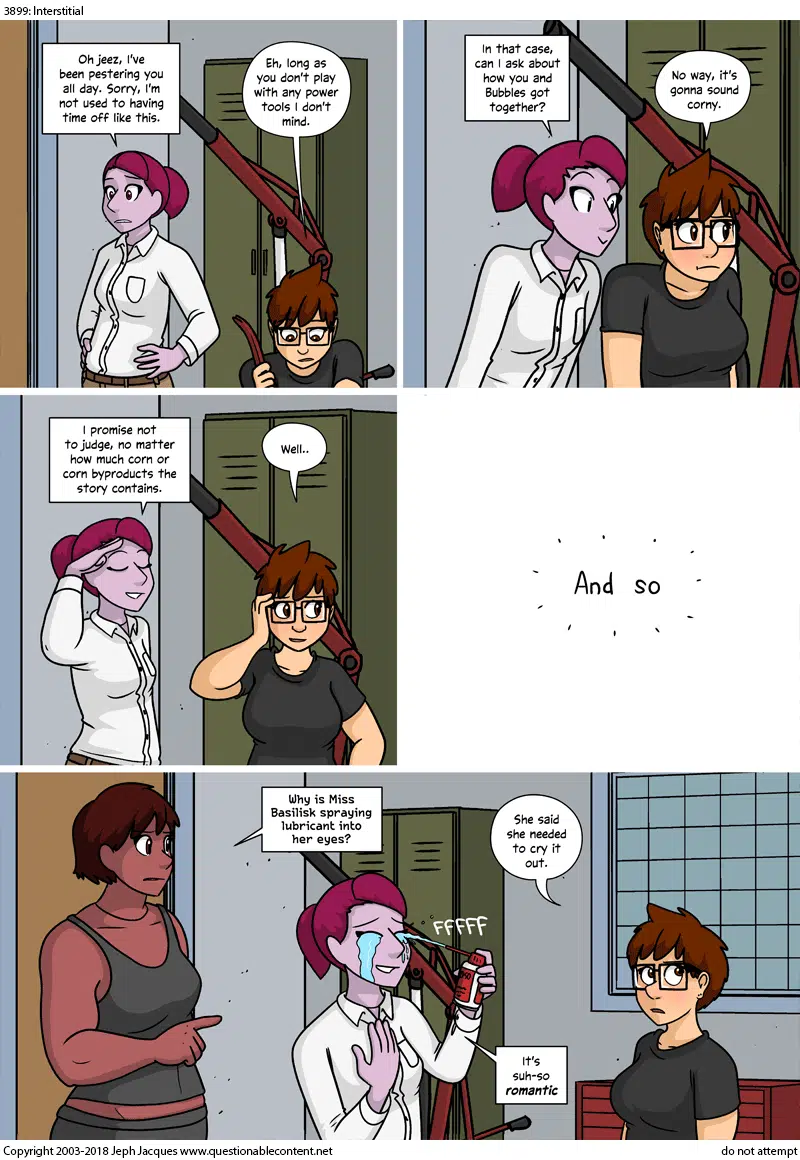 3899: Interstitial
Oh jeez, I've
been pestering you
all day. Sorry, I'm
not used to having
time off like this.
Eh, long as
you don't play
with any power
tools I don't
mind.
In that case,
can I ask about
how you and
Bubbles got
together?
No way, it's
gonna sound
corny.
I promise not
to judge, no matter
how much corn or
corn byproducts the
story contains.
Well..
And so
Why is Miss
Basilisk spraying
lubricant into
her eyes?
She said
she needed
to cry it
out.
FFFFF
It's
suh-so
romantic
Copyright 2003-2018 Jeph Jacques www.questionablecontent.net
do not attempt